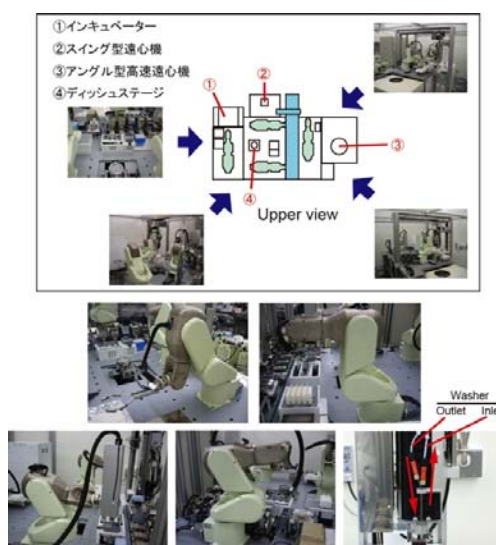 ①インキュベーター
②スイング型遠心機
③アングル型高速遠心機
④ディッシュステージ
①
②
③
④
Upper view
Washer
Outlet Inlet